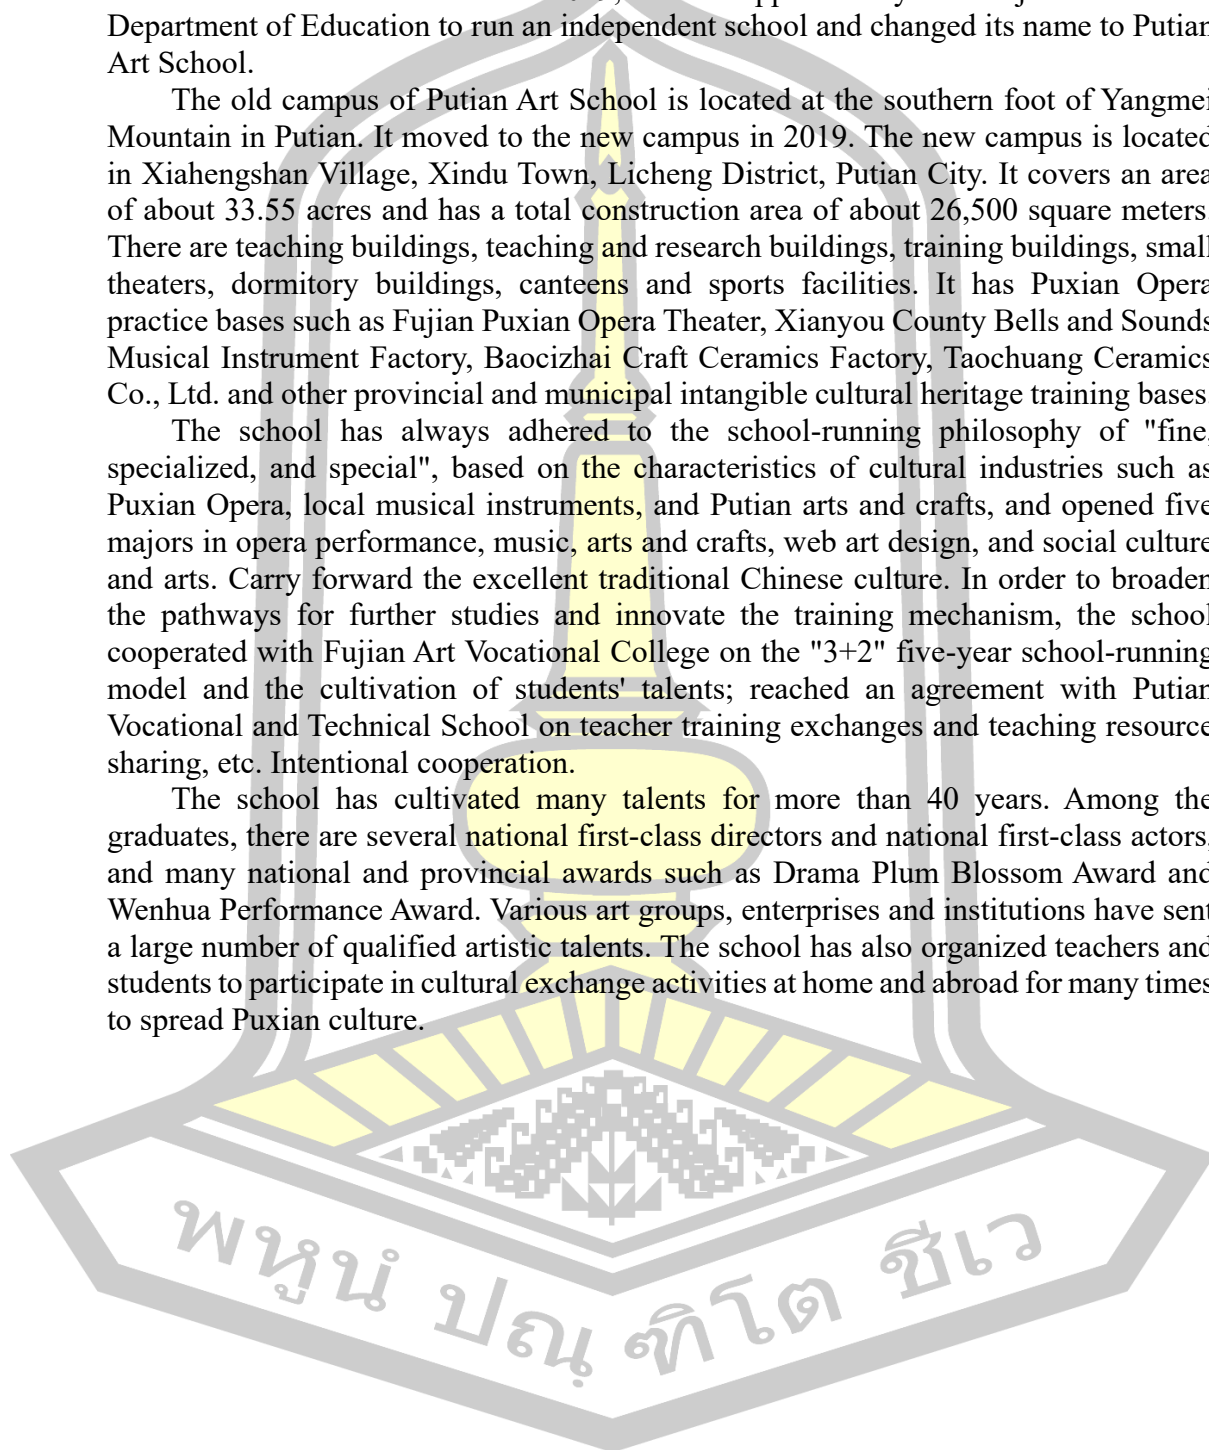 Department of Education to run an independent school and changed its name to Putian
Art School.
The old campus of Putian Art School is located at the southern foot of Yangmei
Mountain in Putian. It moved to the new campus in 2019. The new campus is located
in Xiahengshan Village, Xindu Town, Licheng District, Putian City. It covers an area
of about 33.55 acres and has a total construction area of about 26,500 square meters.
There are teaching buildings, teaching and research buildings, training buildings, small
theaters, dormitory buildings, canteens and sports facilities. It has Puxian Opera
practice bases such as Fujian Puxian Opera Theater, Xianyou County Bells and Sounds
Musical Instrument Factory, Baocizhai Craft Ceramics Factory, Taochuang Ceramics
Co., Ltd. and other provincial and municipal intangible cultural heritage training bases.
The school has always adhered to the school-running philosophy of "fine,
specialized, and special", based on the characteristics of cultural industries such as
Puxian Opera, local musical instruments, and Putian arts and crafts, and opened five
majors in opera performance, music, arts and crafts, web art design, and social culture
and arts. Carry forward the excellent traditional Chinese culture. In order to broaden
the pathways for further studies and innovate the training mechanism, the school
cooperated with Fujian Art Vocational College on the "3+2" five-year school-running
model and the cultivation of students' talents; reached an agreement with Putian
Vocational and Technical School on teacher training exchanges and teaching resource
sharing, etc. Intentional cooperation.
The school has cultivated many talents for more than 40 years. Among the
graduates, there are several national first-class directors and national first-class actors,
and many national and provincial awards such as Drama Plum Blossom Award and
Wenhua Performance Award. Various art groups, enterprises and institutions have sent
a large number of qualified artistic talents. The school has also organized teachers and
students to participate in cultural exchange activities at home and abroad for many times
to spread Puxian culture.
พหูนํ ปณฺฑิโต ชีเว